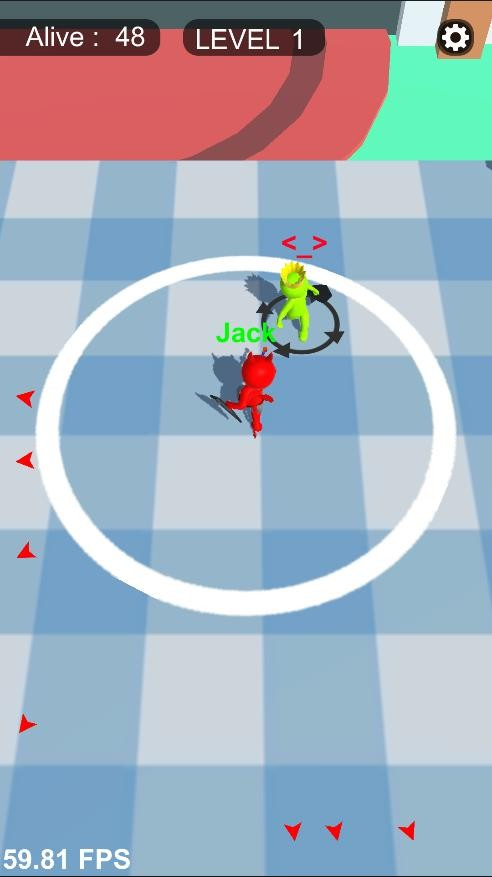 Alive : 48
LEVEL 1
<_>
Jack
59.81 FPS